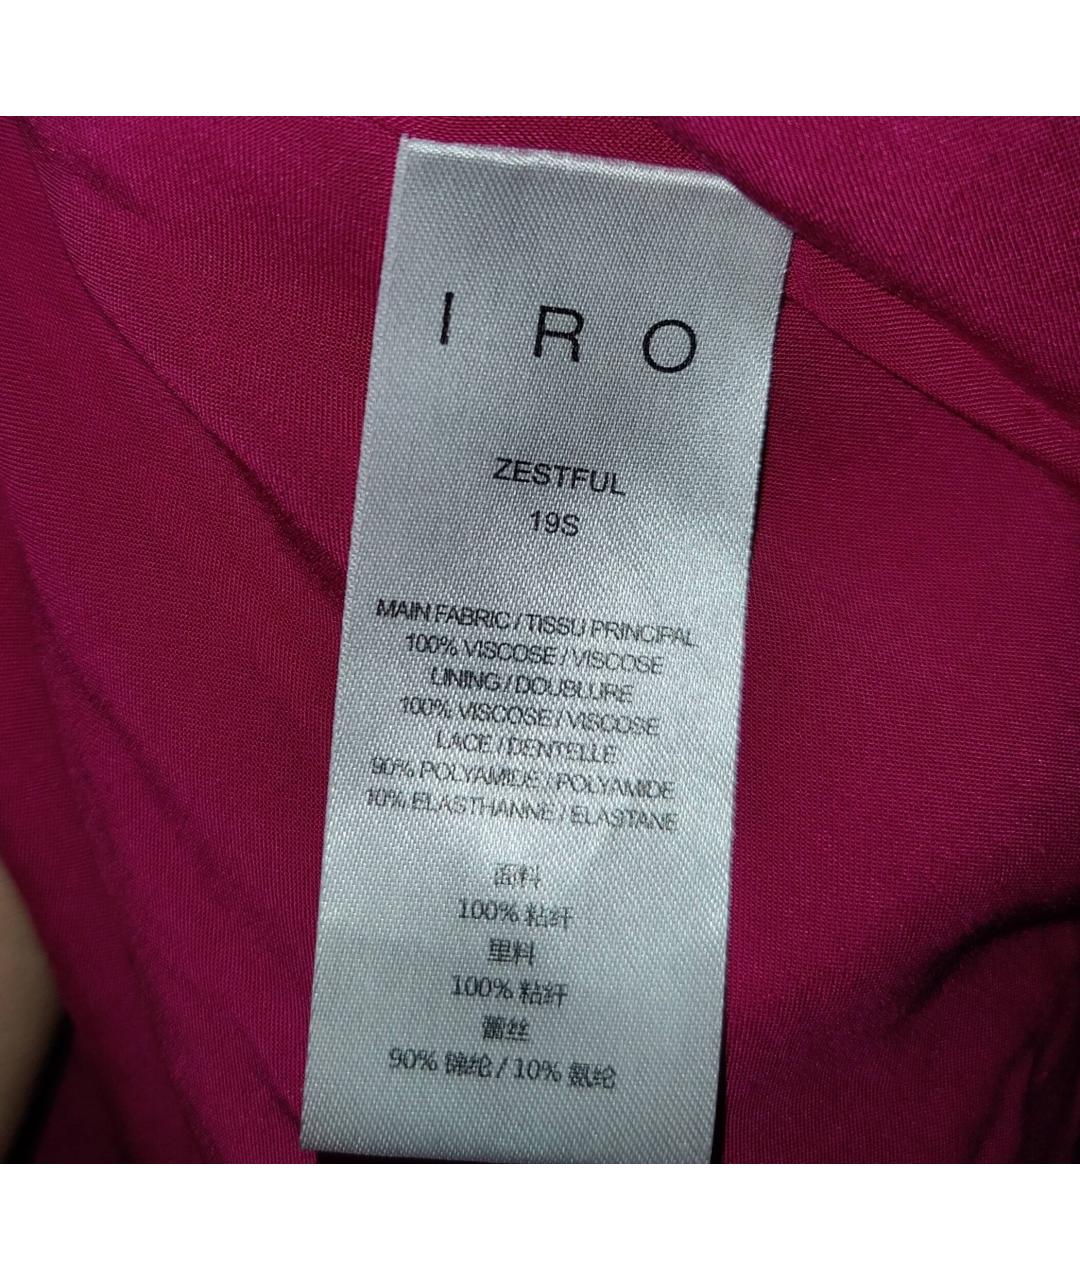 I R O
ZESTFUL
19S
MAIN FABRIC / TISSU PRINCIPAL
100% VISCOSE / VISCOSE
LINING / DOUBLURE
100% VISCOSE / VISCOSE
LACE / DENTELLE
90% POLYAMIDE / POLYAMIDE
10% ELASTHANNE / ELASTANE
面料
100% 粘纤
里料
100% 粘纤
蕾丝
90% 锦纶 / 10% 氨纶